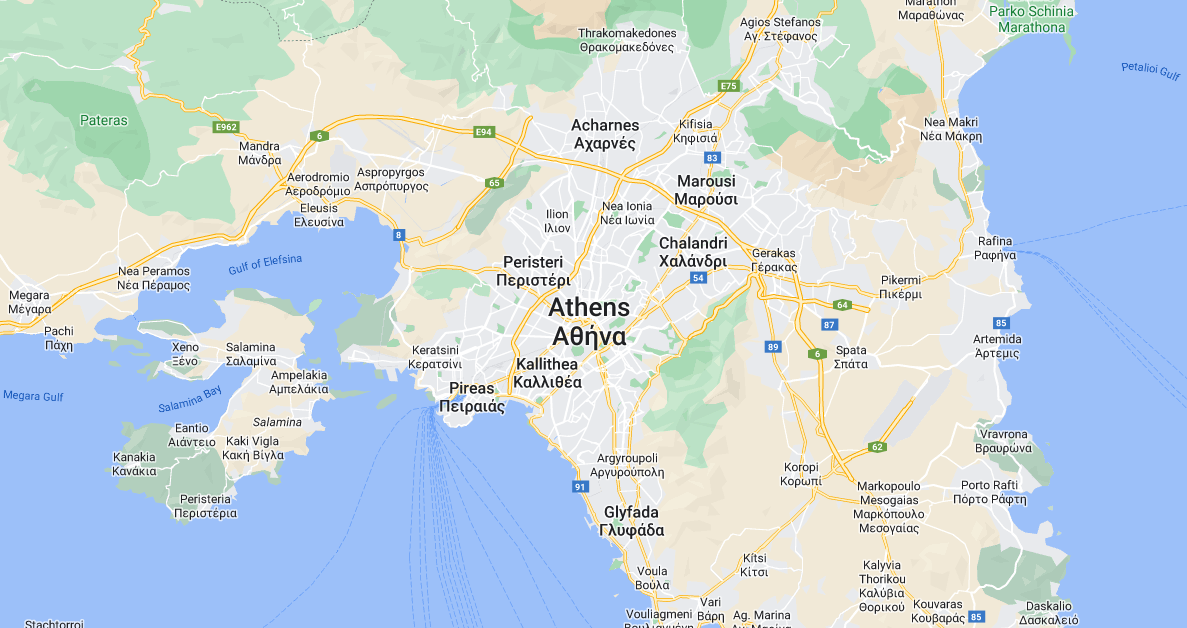 Marathon
Μαραθώνας
Parko Schinia
Marathona
Agios Stefanos
Αγ. Στέφανος
Thrakomakedones
Θρακομακεδόνες
Petalioi Gulf
E75
Pateras
E962
6
E94
Acharnes
Αχαρνές
Kifisia
Κηφισιά
Nea Makri
Νέα Μάκρη
Mandra
Μάνδρα
83
Aerodromio
Αεροδρόμιο
Aspropyrgos
Ασπρόπυργος
65
Marousi
Μαρούσι
Eleusis
Ελευσίνα
Ilion
Ίλιον
Nea Ionia
Νέα Ιωνία
8
Chalandri
Χαλάνδρι
Rafina
Ραφήνα
Gulf of Elefsina
Peristeri
Περιστέρι
Gerakas
Γέρακας
Nea Peramos
Νέα Πέραμος
54
Pikermi
Πικέρμι
Megara
Μέγαρα
Athens
Αθήνα
64
87
85
Pachi
Πάχη
Xeno
Ξένο
Salamina
Σαλαμίνα
Keratsini
Κερατσίνι
89
6
Spata
Σπάτα
Artemida
Άρτεμις
Kallithea
Καλλιθέα
Ampelakia
Αμπελάκια
Pireas
Πειραιάς
Megara Gulf
Salamina Bay
Salamina
Eantio
Αιάντειο
Kaki Vigla
Κακή Βίγλα
Vravrona
Βραυρώνα
62
Kanakia
Κανάκια
Argyroupoli
Αργυρούπολη
Koropi
Κορωπί
91
Markopoulo
Mesogaias
Μαρκόπουλο
Μεσογαίας
Porto Rafti
Πόρτο Ράφτη
Peristeria
Περιστέρια
Glyfada
Γλυφάδα
Kítsi
Κίτσι
Voula
Βούλα
Kalyvia
Thorikou
Καλύβια
Θορικού
Vari
Βάρη
Kouvaras
Κουβαράς
85
Daskalio
Δασκαλειό
Vouliagmeni
Βουλιαγμένη
Ag. Marina
Stachtorroi